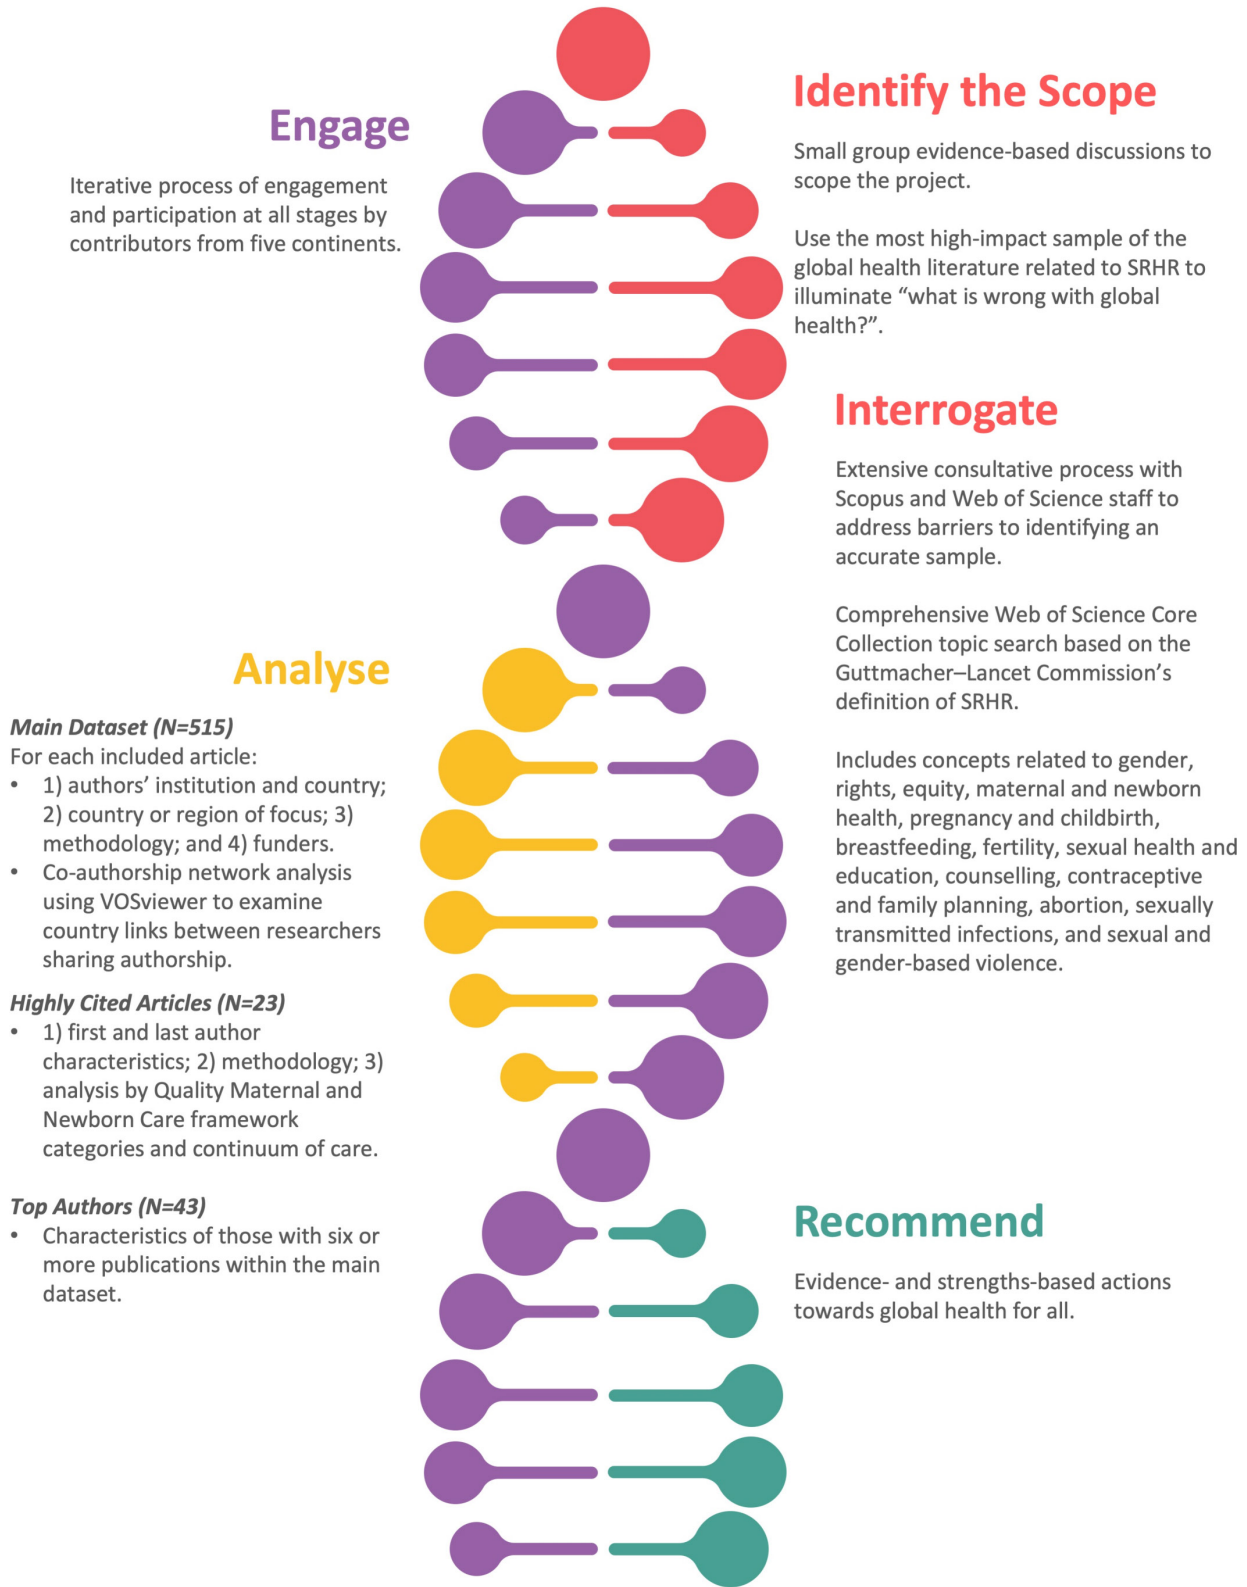 Engage
Iterative process of engagement
and participation at all stages by
contributors from five continents.
Identify the Scope
Small group evidence-based discussions to
scope the project.
Use the most high-impact sample of the
global health literature related to SRHR to
illuminate “what is wrong with global
health?”.
Interrogate
Extensive consultative process with
Scopus and Web of Science staff to
address barriers to identifying an
accurate sample.
Comprehensive Web of Science Core
Collection topic search based on the
Guttmacher–Lancet Commission’s
definition of SRHR.
Includes concepts related to gender,
rights, equity, maternal and newborn
health, pregnancy and childbirth,
breastfeeding, fertility, sexual health and
education, counselling, contraceptive
and family planning, abortion, sexually
transmitted infections, and sexual and
gender-based violence.
Analyse
Main Dataset (N=515)
For each included article:
• 1) authors’ institution and country;
2) country or region of focus; 3)
methodology; and 4) funders.
• Co-authorship network analysis
using VOSviewer to examine
country links between researchers
sharing authorship.
Highly Cited Articles (N=23)
• 1) first and last author
characteristics; 2) methodology; 3)
analysis by Quality Maternal and
Newborn Care framework
categories and continuum of care.
Top Authors (N=43)
• Characteristics of those with six or
more publications within the main
dataset.
Recommend
Evidence- and strengths-based actions
towards global health for all.